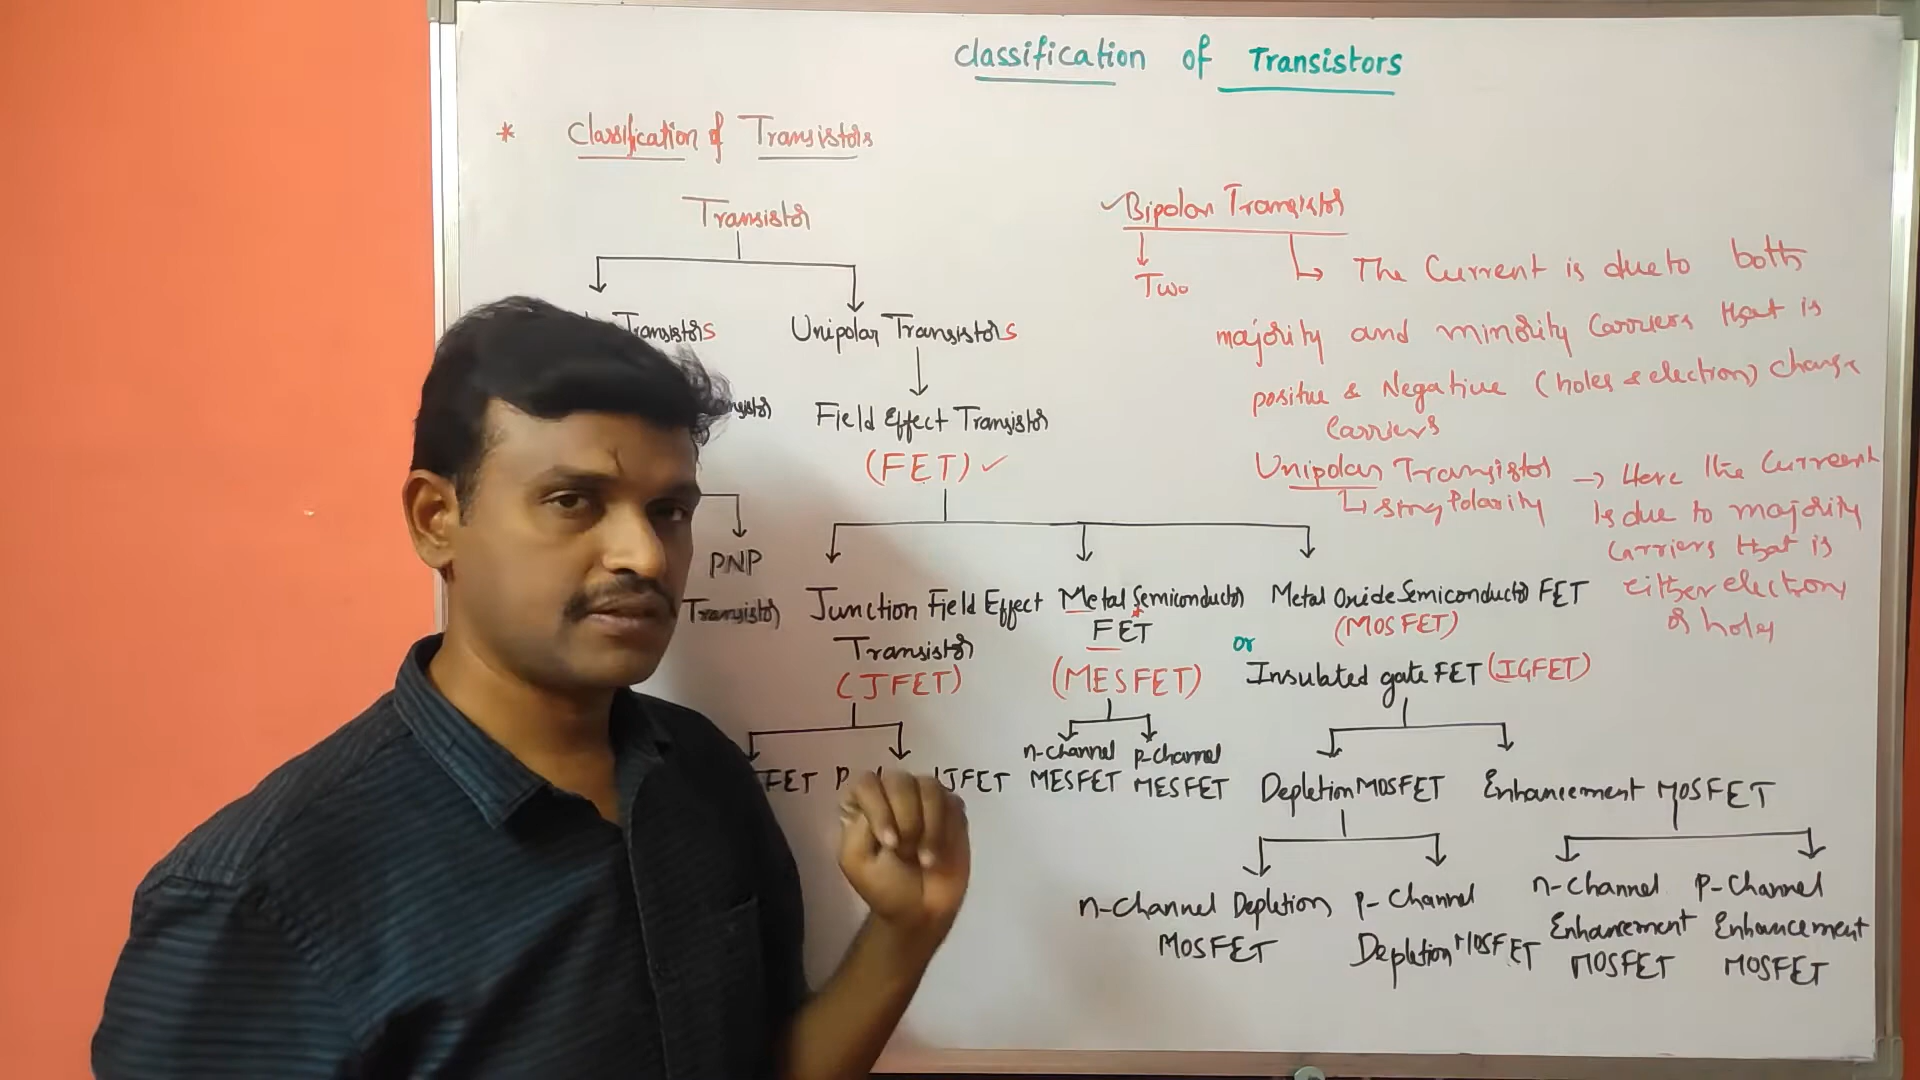 Classification of Transistors
* Classification of Transistors
Transistor
Transistors
Unipolar Transistors
Field Effect Transistor
(FET) ✓
PNP
Transistor
Junction Field Effect
Transistor
(JFET)
FET P JFET
Metal Semiconductor
FET
(MESFET)
n-channel
MESFET
p-channel
MESFET
Metal Oxide Semiconductor FET
(MOSFET)
or
Insulated gate FET (IGFET)
Depletion MOSFET
Enhancement MOSFET
n-channel Depletion
MOSFET
p-channel
Depletion MOSFET
n-channel
Enhancement
MOSFET
p-channel
Enhancement
MOSFET
✓Bipolar Transistor
Two
↳ The Current is due to both
majority and minority Carriers that is
positive & Negative (holes & electron) charge
Carriers
Unipolar Transistor → Here the Current
↳ Polarity
is due to majority
Carriers that is
either electron
or holes